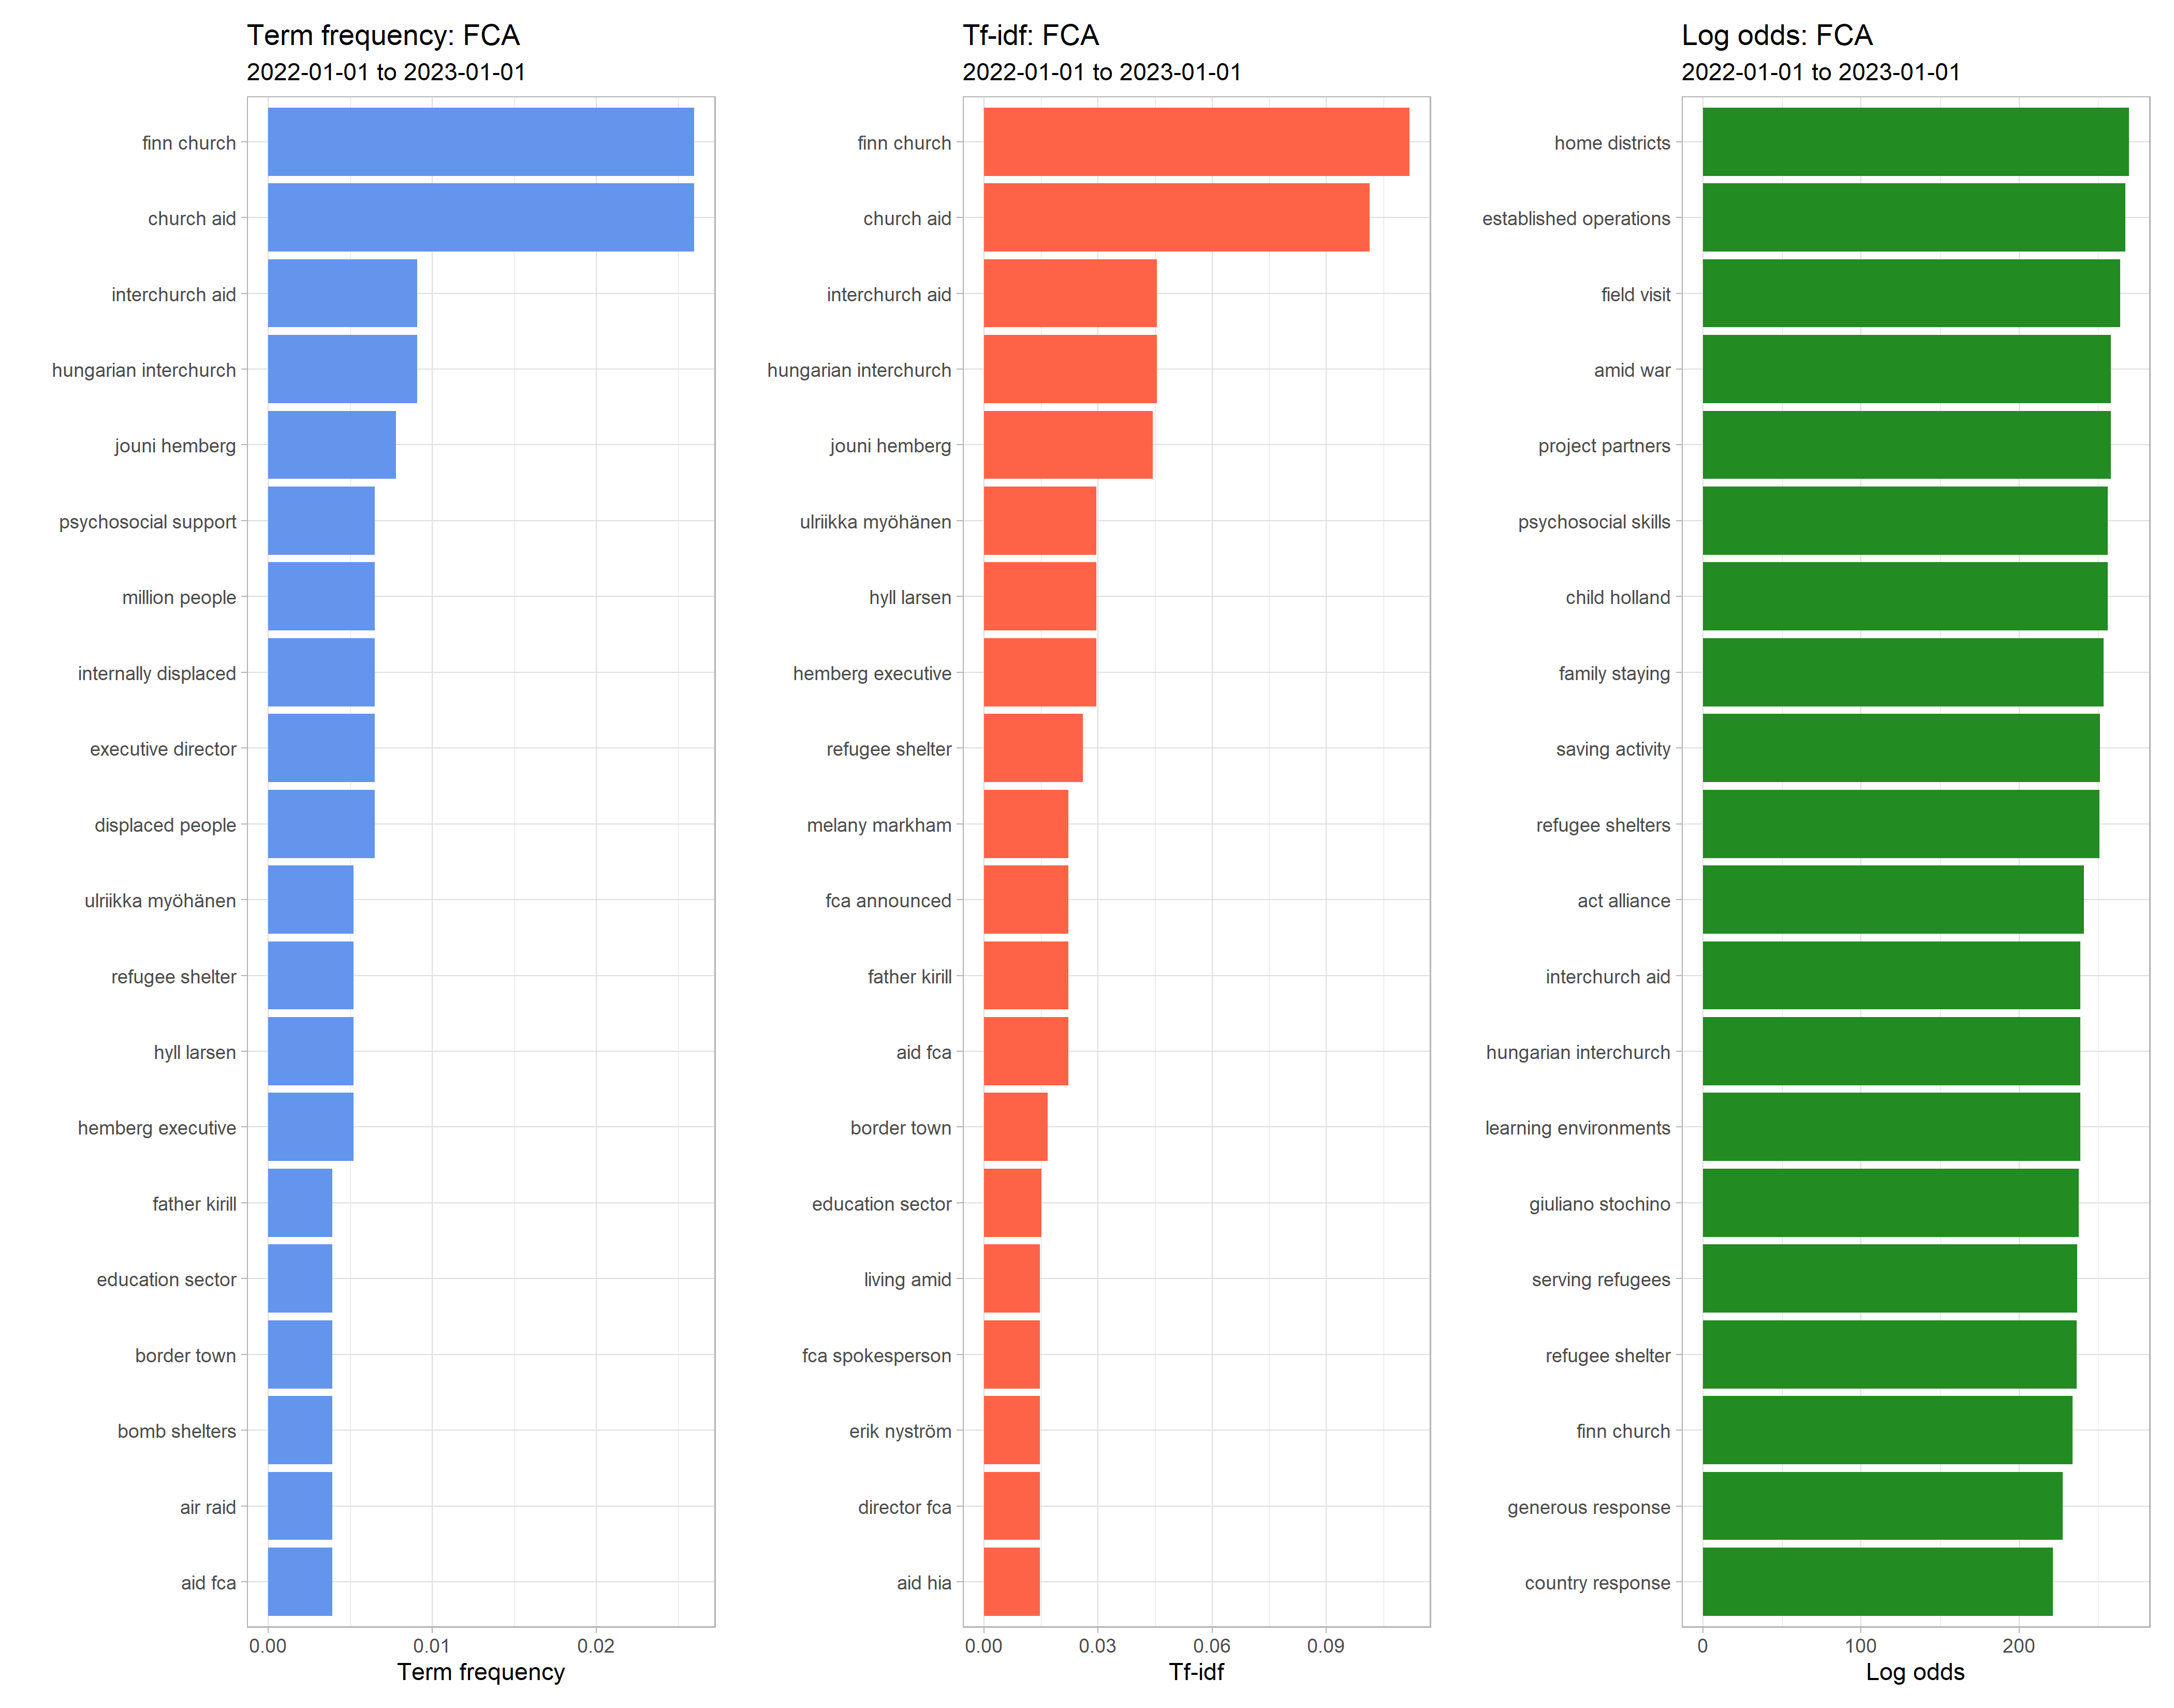 Term frequency: FCA
2022-01-01 to 2023-01-01
finn church
church aid
interchurch aid
hungarian interchurch
jouni hemberg
psychosocial support
million people
internally displaced
executive director
displaced people
ulriikka myöhänen
refugee shelter
hyll larsen
hemberg executive
father kirill
education sector
border town
bomb shelters
air raid
aid fca
0.00 0.01 0.02
Term frequency
Tf-idf: FCA
2022-01-01 to 2023-01-01
finn church
church aid
interchurch aid
hungarian interchurch
jouni hemberg
ulriikka myöhänen
hyll larsen
hemberg executive
refugee shelter
melany markham
fca announced
father kirill
aid fca
border town
education sector
living amid
fca spokesperson
erik nyström
director fca
aid hia
0.00 0.03 0.06 0.09
Tf-idf
Log odds: FCA
2022-01-01 to 2023-01-01
home districts
established operations
field visit
amid war
project partners
psychosocial skills
child holland
family staying
saving activity
refugee shelters
act alliance
interchurch aid
hungarian interchurch
learning environments
giuliano stochino
serving refugees
refugee shelter
finn church
generous response
country response
0 100 200
Log odds